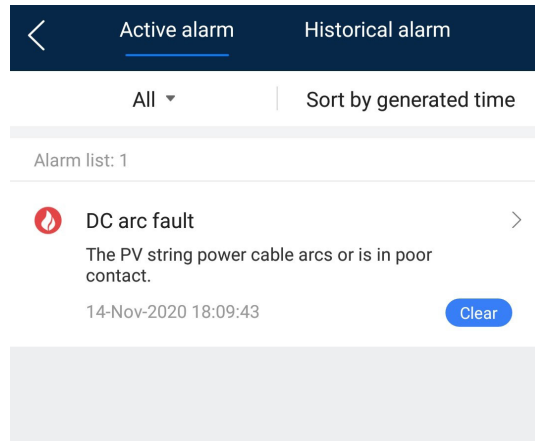 Active alarm Historical alarm
All Sort by generated time
Alarm list: 1
DC arc fault
The PV string power cable arcs or is in poor
contact.
14-Nov-2020 18:09:43 Clear